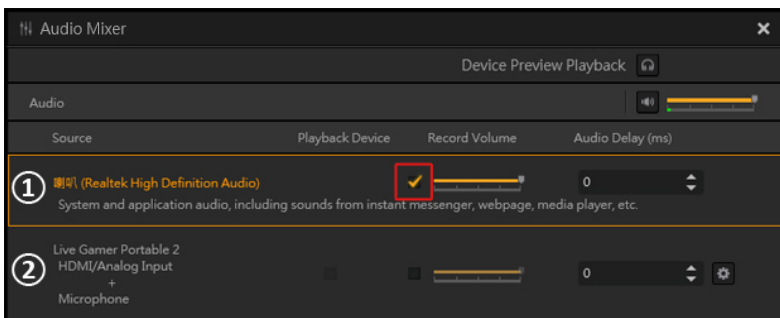 Audio Mixer
Device Preview Playback
Audio
Source Playback Device Record Volume Audio Delay (ms)
① 喇叭 (Realtek High Definition Audio) 0
System and application audio, including sounds from instant messenger, webpage, media player, etc.
Live Gamer Portable 2
② HDMI/Analog Input 0
+
Microphone